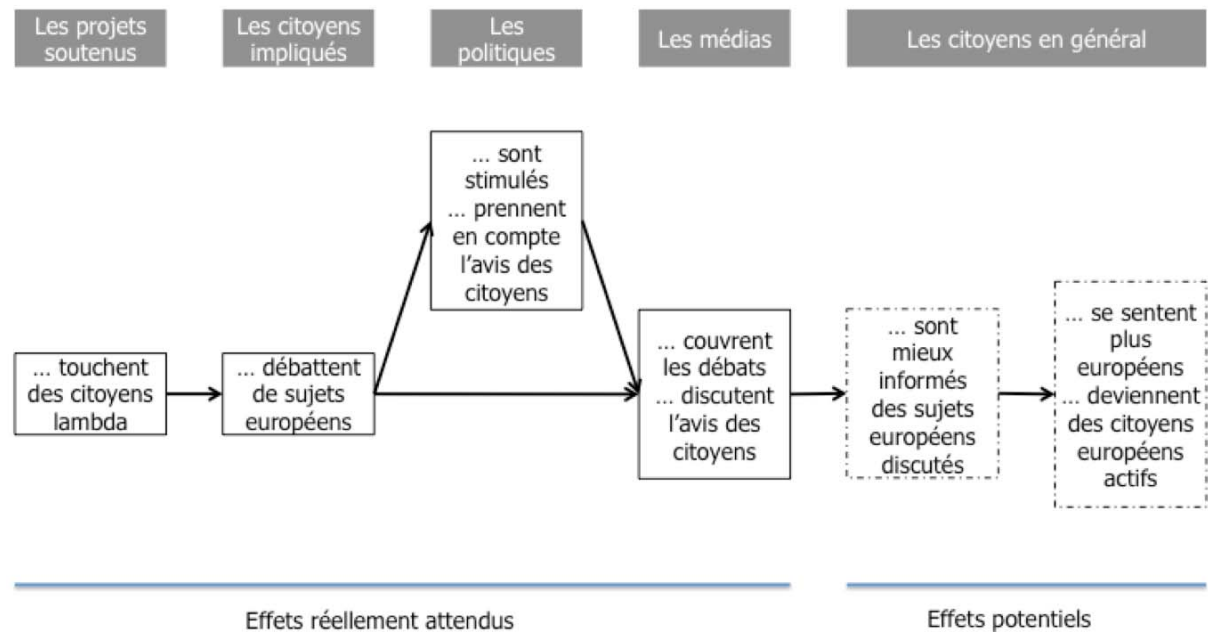 Les projets
soutenus
Les citoyens
impliqués
Les
politiques
Les médias
Les citoyens en général
... sont
stimulés
... prennent
en compte
l'avis des
citoyens
... touchent
des citoyens
lambda
... débattent
de sujets
européens
... couvrent
les débats
... discutent
l'avis des
citoyens
... sont
mieux
informés
des sujets
européens
discutés
... se sentent
plus
européens
... deviennent
des citoyens
européens
actifs
Effets réellement attendus
Effets potentiels